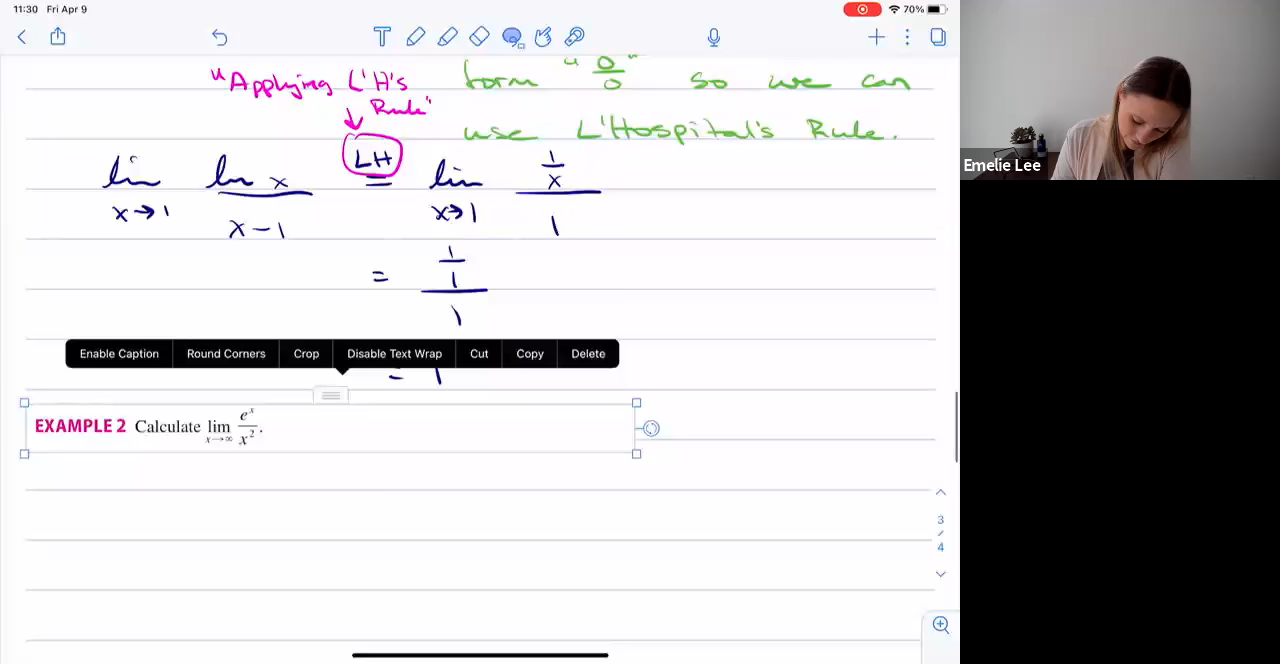 11:30 Fri Apr 9
70%
"Applying L'H's Rule"
form "0/0" so we can
use L'Hospital's Rule.
lim x→1 ln x / x-1 LH = lim x→1 1/x / 1
= 1/1 / 1
= 1
Enable Caption Round Corners Crop Disable Text Wrap Cut Copy Delete
EXAMPLE 2 Calculate lim x→∞ e^x / x^2.
3/4
Emelie Lee